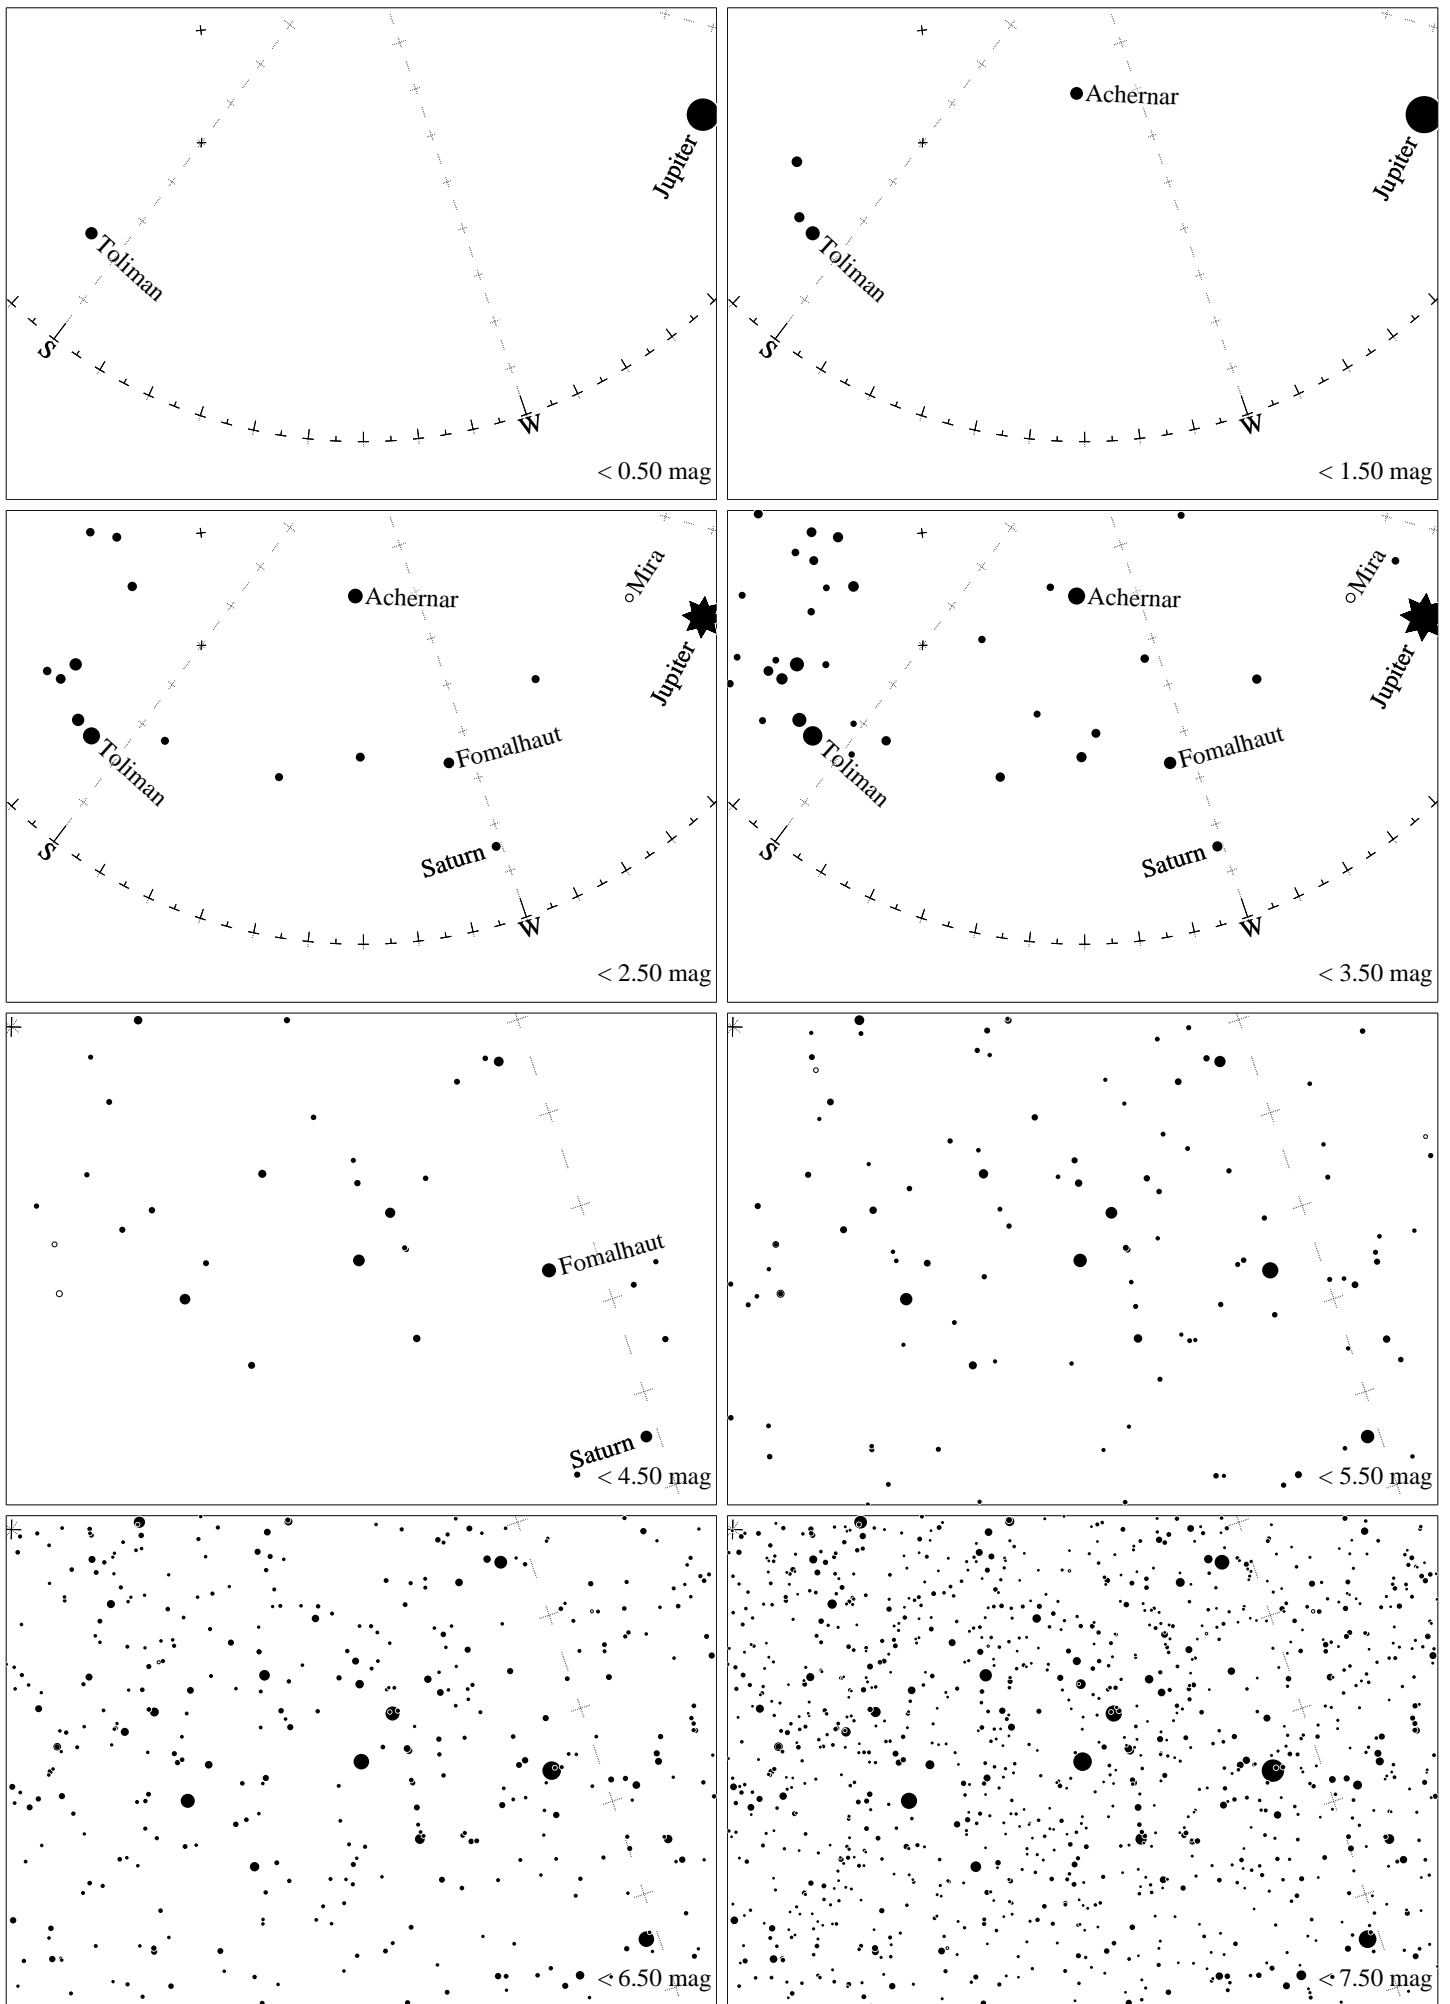 Jupiter
Toliman
S
W
< 0.50 mag
Achernar
Jupiter
Toliman
S
W
< 1.50 mag
Mira
Achernar
Jupiter
Toliman
Fomalhaut
Saturn
S
W
< 2.50 mag
Mira
Achernar
Jupiter
Toliman
Fomalhaut
Saturn
S
W
< 3.50 mag
Fomalhaut
Saturn
< 4.50 mag
< 5.50 mag
< 6.50 mag
< 7.50 mag